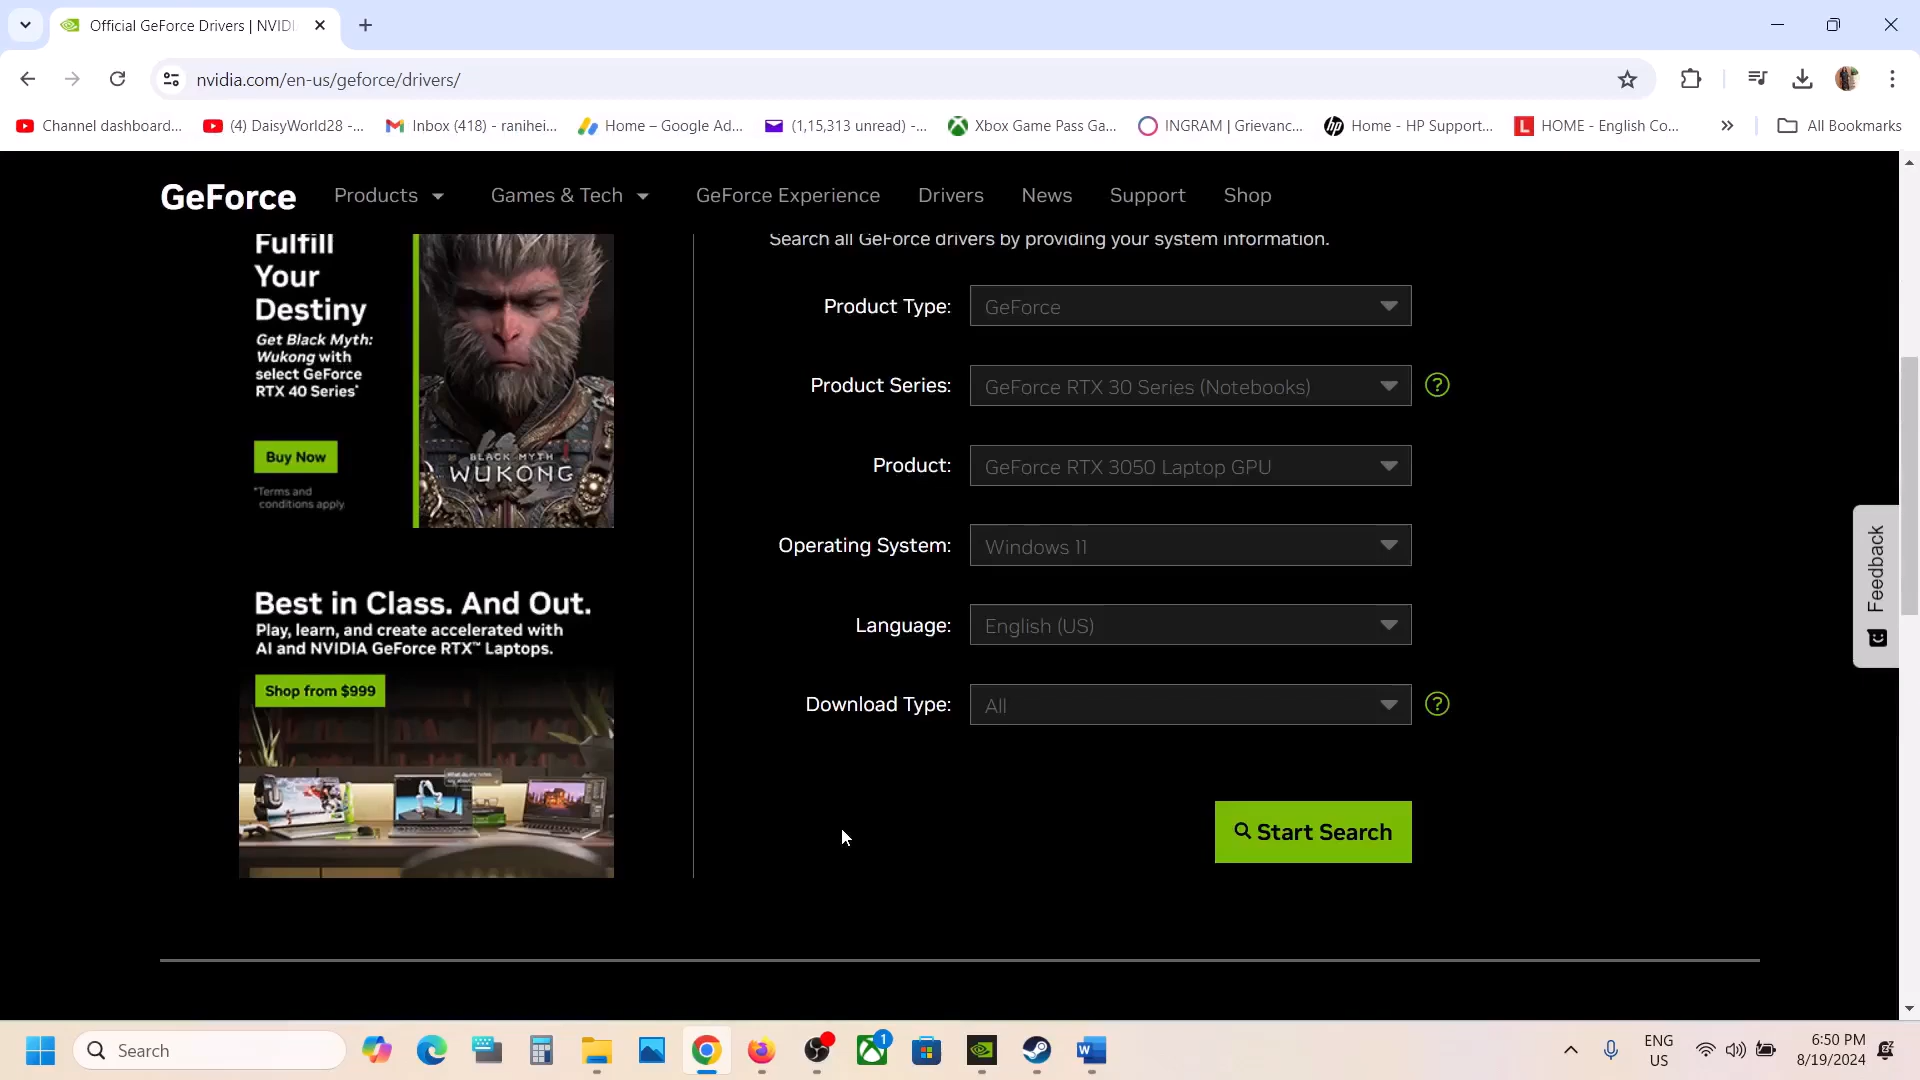 Official GeForce Drivers | NVIDI
nvidia.com/en-us/geforce/drivers/
Channel dashboard...
(4) DaisyWorld28 -...
Inbox (418) - ranihei...
Home – Google Ad...
(1,15,313 unread) -...
Xbox Game Pass Ga...
INGRAM | Grievanc...
Home - HP Support...
HOME - English Co...
All Bookmarks
GeForce
Products
Games & Tech
GeForce Experience
Drivers
News
Support
Shop
Search all GeForce drivers by providing your system information.
Fulfill
Your
Destiny
Get Black Myth:
Wukong with
select GeForce
RTX 40 Series*
Buy Now
*Terms and
conditions apply.
BLACK MYTH
WUKONG
Best in Class. And Out.
Play, learn, and create accelerated with
AI and NVIDIA GeForce RTX™ Laptops.
Shop from $999
Product Type: GeForce
Product Series: GeForce RTX 30 Series (Notebooks) ?
Product: GeForce RTX 3050 Laptop GPU
Operating System: Windows 11
Language: English (US)
Download Type: All ?
Start Search
Feedback
Search
1
ENG
US
6:50 PM
8/19/2024